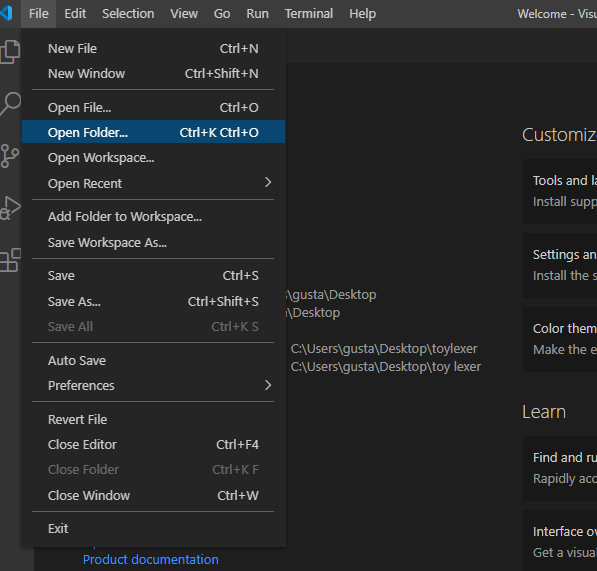 File Edit Selection View Go Run Terminal Help Welcome - Visu
New File Ctrl+N
New Window Ctrl+Shift+N
Open File... Ctrl+O
Open Folder... Ctrl+K Ctrl+O
Open Workspace...
Open Recent
Add Folder to Workspace...
Save Workspace As...
Save Ctrl+S
Save As... Ctrl+Shift+S
Save All Ctrl+K S
Auto Save
Preferences
Revert File
Close Editor Ctrl+F4
Close Folder Ctrl+K F
Close Window Ctrl+W
Exit
s\gusta\Desktop
\Desktop
C:\Users\gusta\Desktop\toylexer
C:\Users\gusta\Desktop\toy lexer
Product documentation
Customize
Tools and la
Install supp
Settings an
Install the s
Color them
Make the e
Learn
Find and ru
Rapidly acc
Interface ov
Get a visual